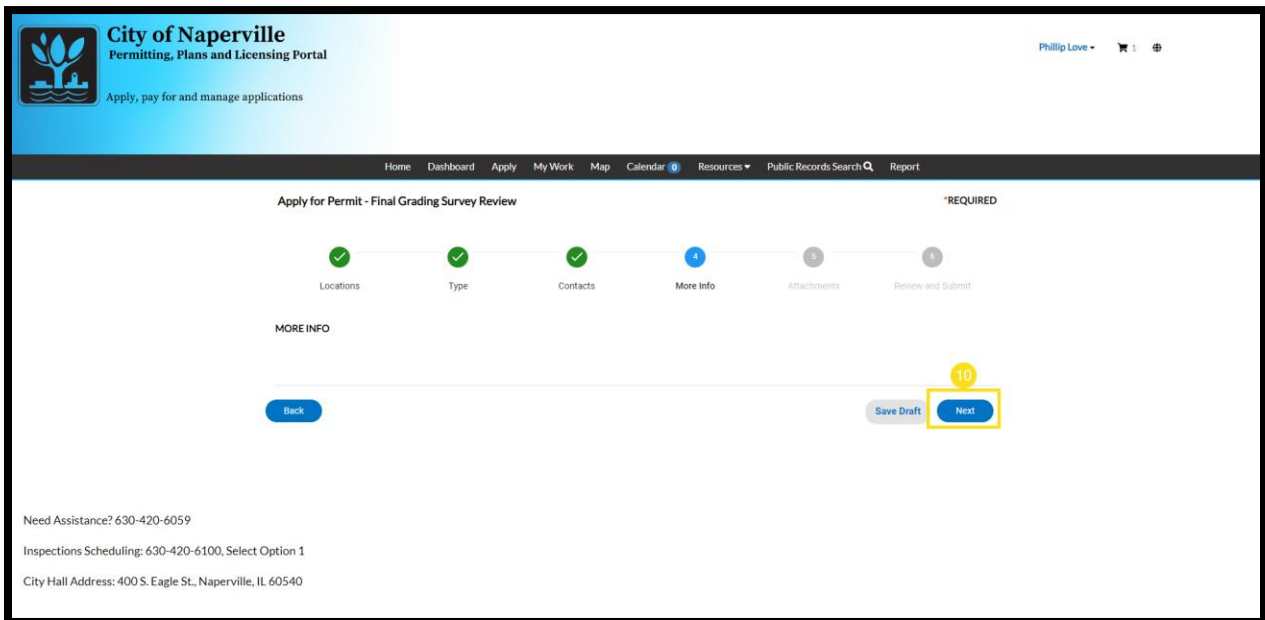 City of Naperville
Permitting, Plans and Licensing Portal
Apply, pay for and manage applications
Phillip Love
1
Home Dashboard Apply My Work Map Calendar 0 Resources Public Records Search Report
Apply for Permit - Final Grading Survey Review
*REQUIRED
4 5 6
Locations Type Contacts More Info Attachments Review and Submit
MORE INFO
10
Back Save Draft Next
Need Assistance? 630-420-6059
Inspections Scheduling: 630-420-6100, Select Option 1
City Hall Address: 400 S. Eagle St., Naperville, IL 60540